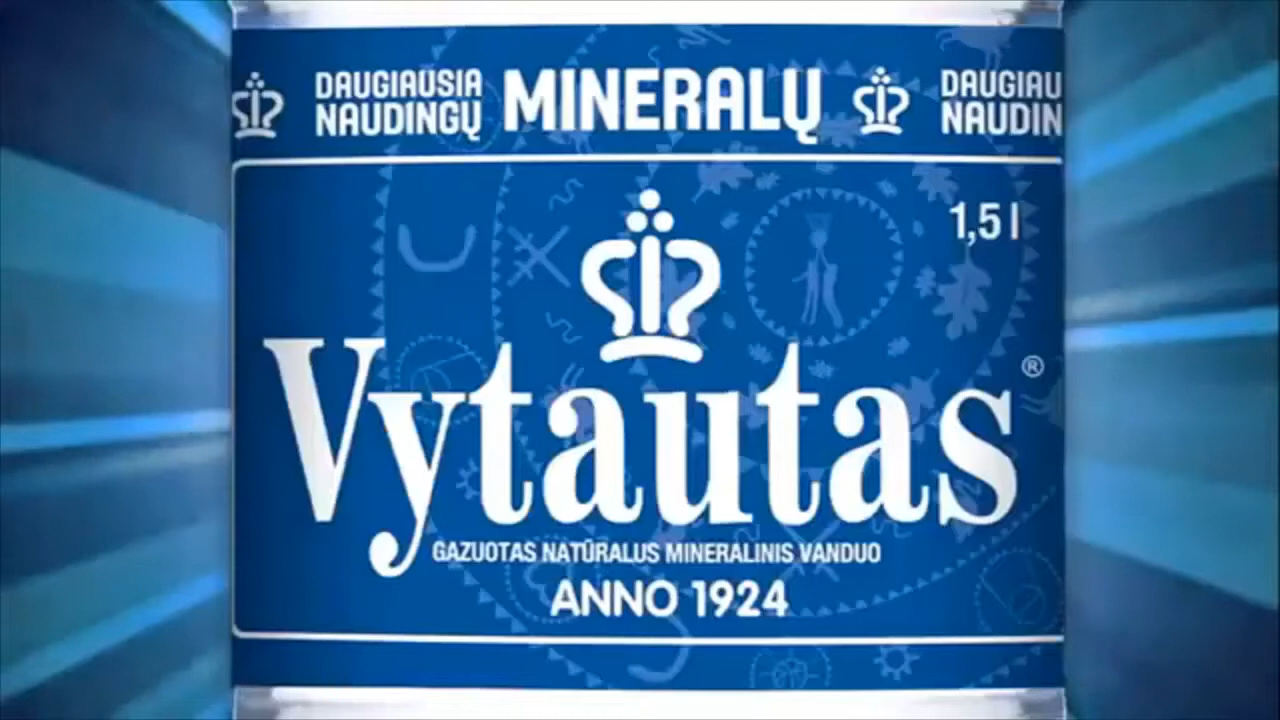 DAUGIAUSIA
NAUDINGŲ
MINERALŲ
DAUGIAU
NAUDIN
1,5 l
Vytautas®
GAZUOTAS NATŪRALUS MINERALINIS VANDUO
ANNO 1924